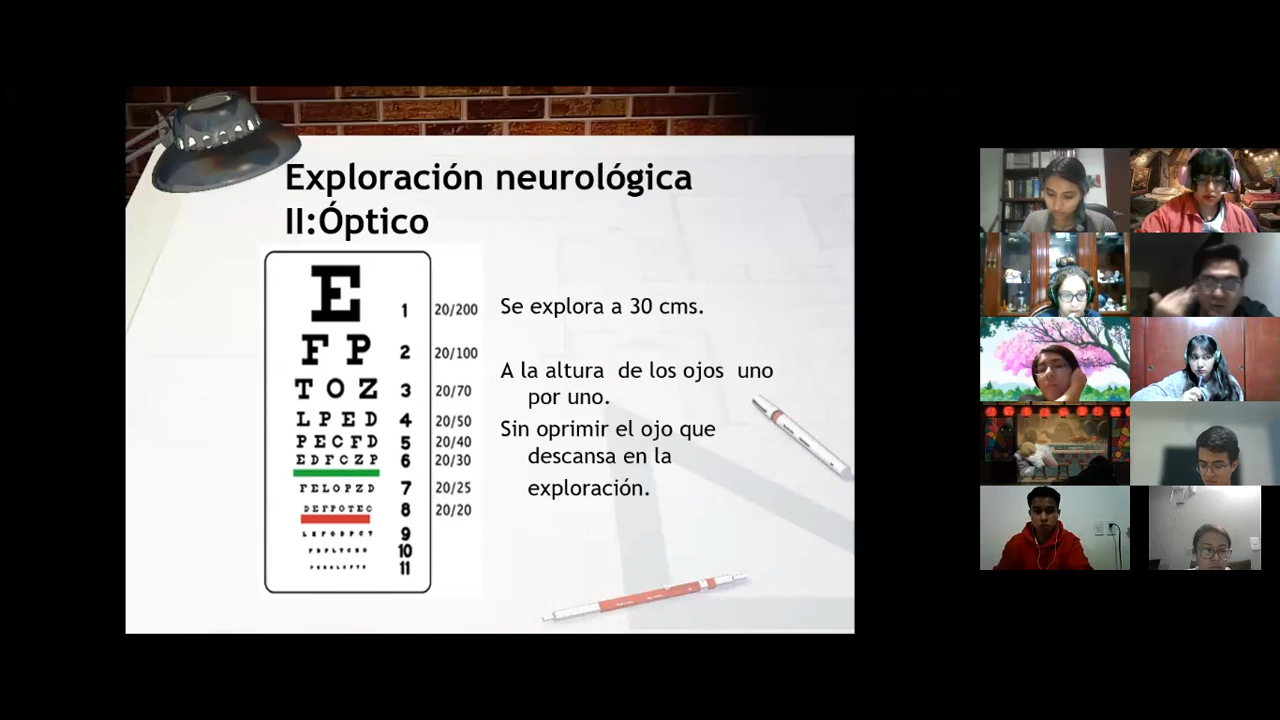 Exploración neurológica
II:Óptico
E 1 20/200
F P 2 20/100
T O Z 3 20/70
L P E D 4 20/50
P E C F D 5 20/40
E D F C Z P 6 20/30
F E L O P Z D 7 20/25
D E F P O T E C 8 20/20
9
10
11
Se explora a 30 cms.
A la altura de los ojos uno
por uno.
Sin oprimir el ojo que
descansa en la
exploración.